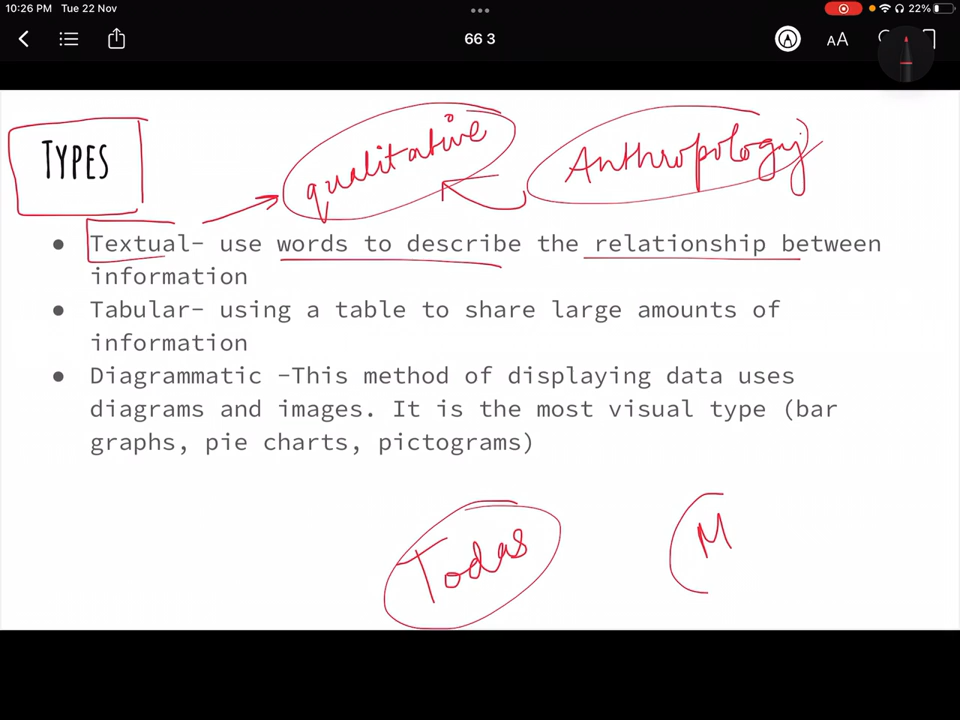 10:26 PM Tue 22 Nov
22%
66 3
AA
TYPES
qualitative
Anthropology
● Textual- use words to describe the relationship between
information
● Tabular- using a table to share large amounts of
information
● Diagrammatic -This method of displaying data uses
diagrams and images. It is the most visual type (bar
graphs, pie charts, pictograms)
Todas
M